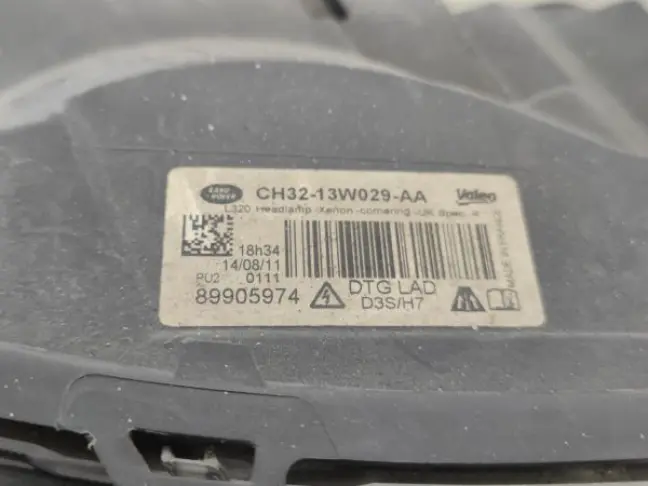 LAND ROVER CH32-13W029-AA Valeo
L320 Headlamp -Xenon -cornering -UK Spec
18h34
14/08/11
PU2 0111
89905974 DTG LAD
D3S/H7
MADE IN FRANCE